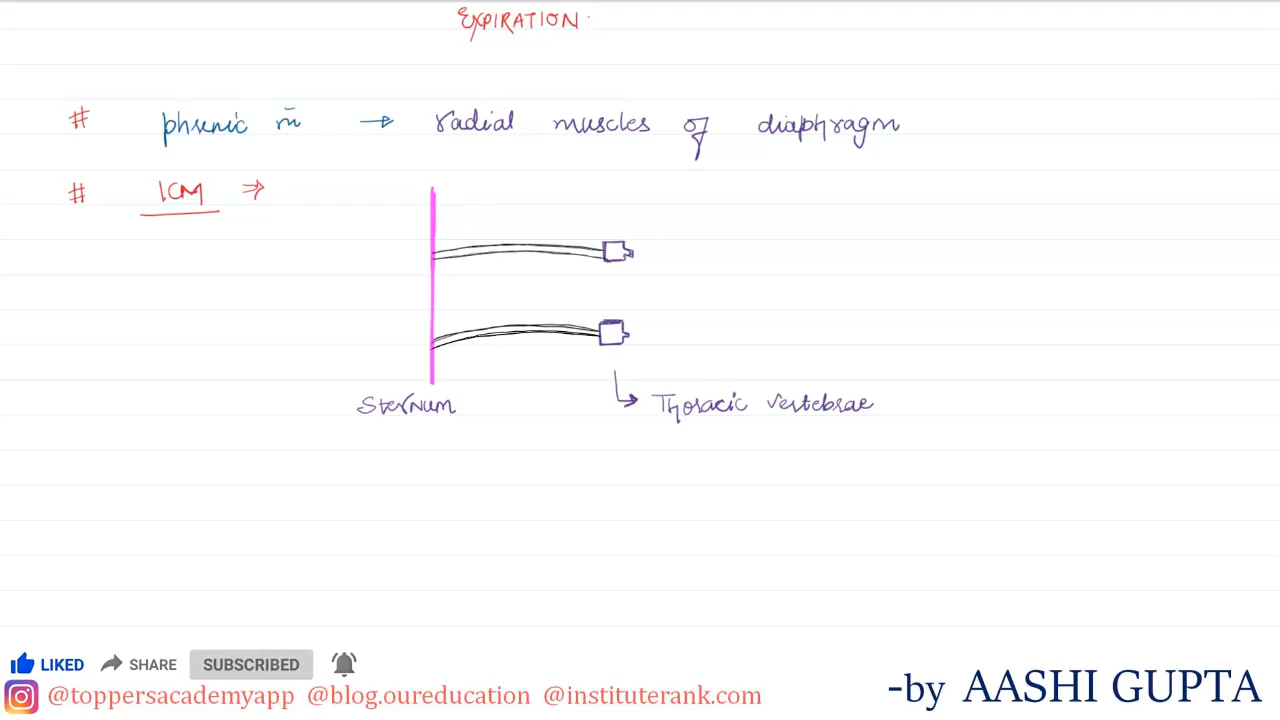 EXPIRATION
# phrenic m̄ → radial muscles of diaphragm
# ICM ⇒
Sternum
Thoracic vertebrae
LIKED SHARE SUBSCRIBED
@toppersacademyapp @blog.oureducation @instituterank.com
-by AASHI GUPTA